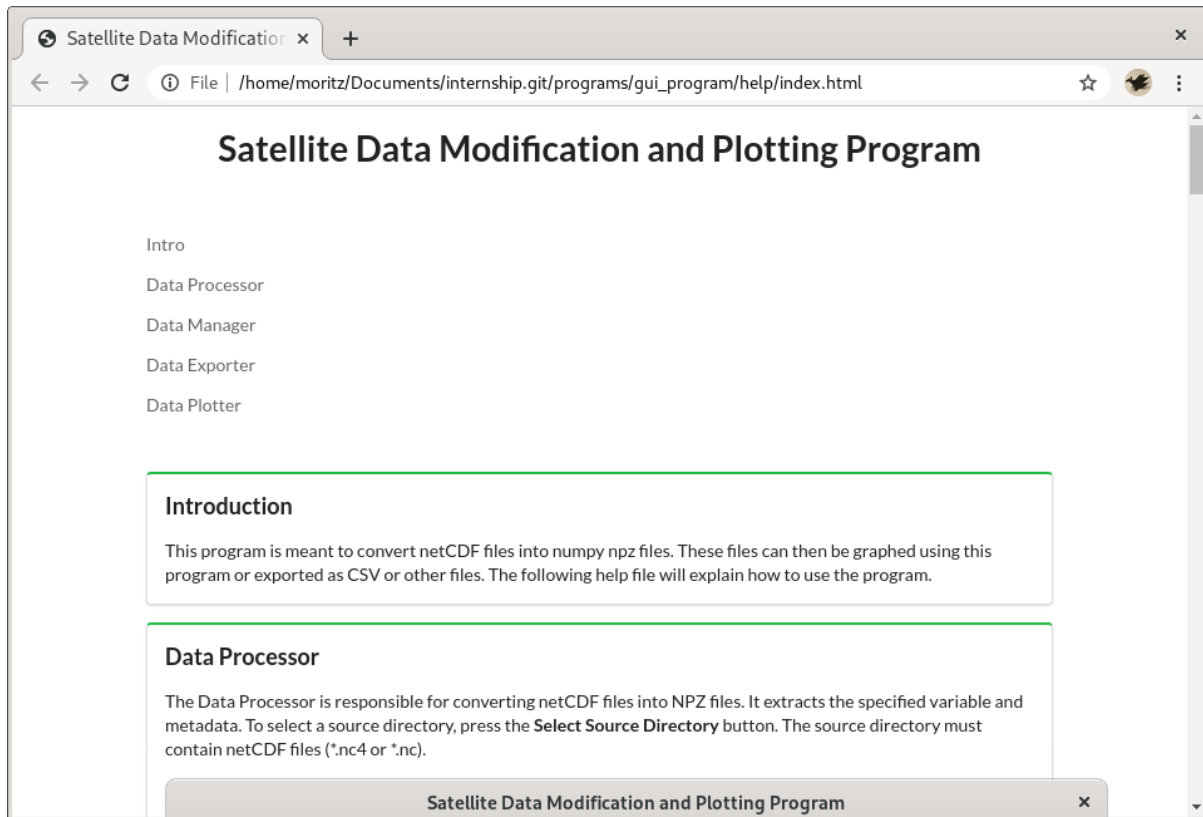 Satellite Data Modification
File
/home/moritz/Documents/internship.git/programs/gui_program/help/index.html
Satellite Data Modification and Plotting Program
Intro
Data Processor
Data Manager
Data Exporter
Data Plotter
Introduction
This program is meant to convert netCDF files into numpy npz files. These files can then be graphed using this
program or exported as CSV or other files. The following help file will explain how to use the program.
Data Processor
The Data Processor is responsible for converting netCDF files into NPZ files. It extracts the specified variable and
metadata. To select a source directory, press the Select Source Directory button. The source directory must
contain netCDF files (*.nc4 or *.nc).
Satellite Data Modification and Plotting Program